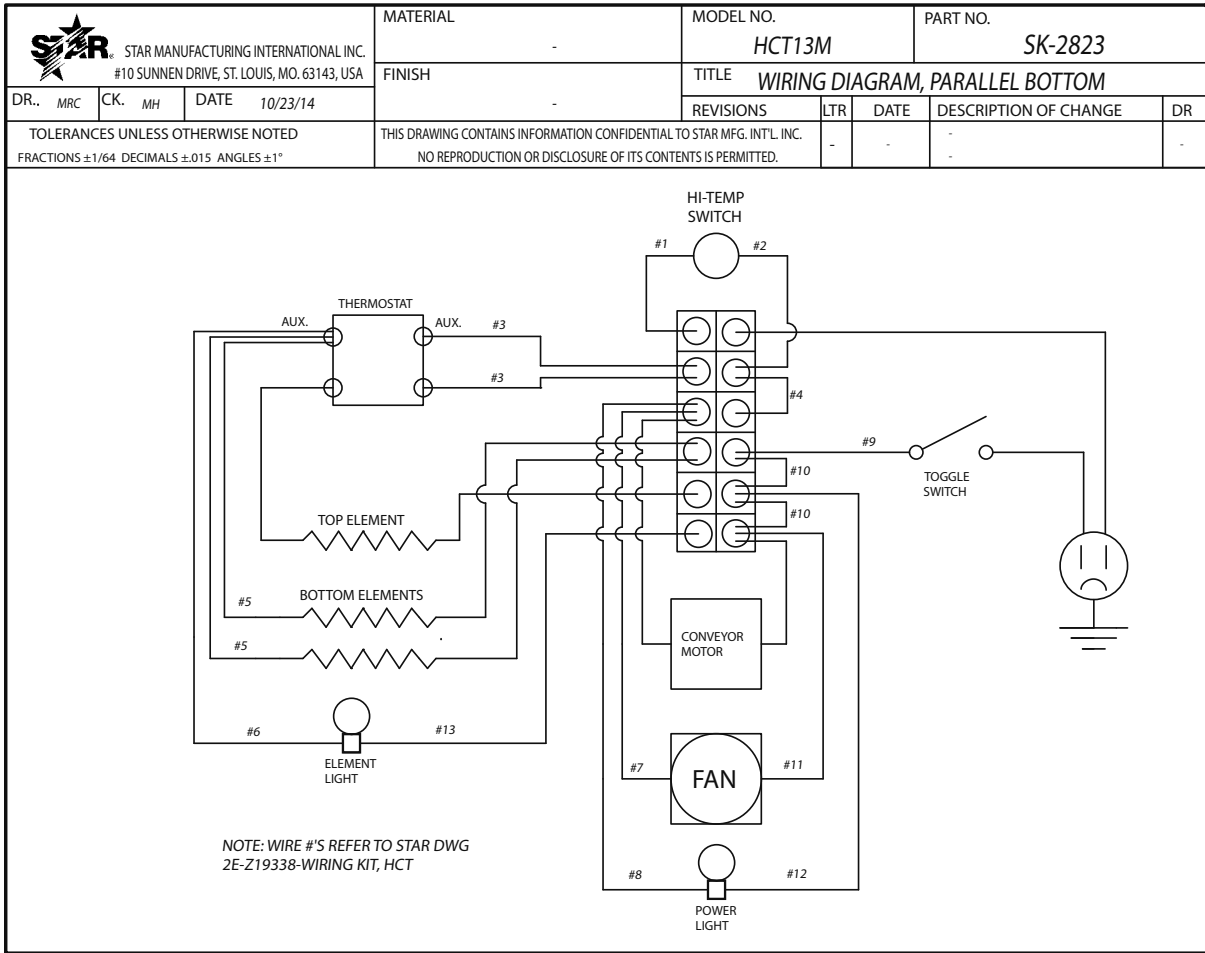 STAR® STAR MANUFACTURING INTERNATIONAL INC.
#10 SUNNEN DRIVE, ST. LOUIS, MO. 63143, USA
DR., MRC CK. MH DATE 10/23/14
TOLERANCES UNLESS OTHERWISE NOTED
FRACTIONS ±1/64 DECIMALS ±.015 ANGLES ±1°
MATERIAL
-
FINISH
-
THIS DRAWING CONTAINS INFORMATION CONFIDENTIAL TO STAR MFG. INT'L. INC.
NO REPRODUCTION OR DISCLOSURE OF ITS CONTENTS IS PERMITTED.
MODEL NO.
HCT13M
PART NO.
SK-2823
TITLE WIRING DIAGRAM, PARALLEL BOTTOM
REVISIONS LTR DATE DESCRIPTION OF CHANGE DR
- - - -
-
HI-TEMP
SWITCH
#1 #2
THERMOSTAT
AUX. AUX. #3
#3
#4
#9
#10
TOGGLE
SWITCH
#10
TOP ELEMENT
BOTTOM ELEMENTS
#5
#5
CONVEYOR
MOTOR
#6 #13
ELEMENT
LIGHT
#7 FAN #11
#8 #12
POWER
LIGHT
NOTE: WIRE #'S REFER TO STAR DWG
2E-Z19338-WIRING KIT, HCT